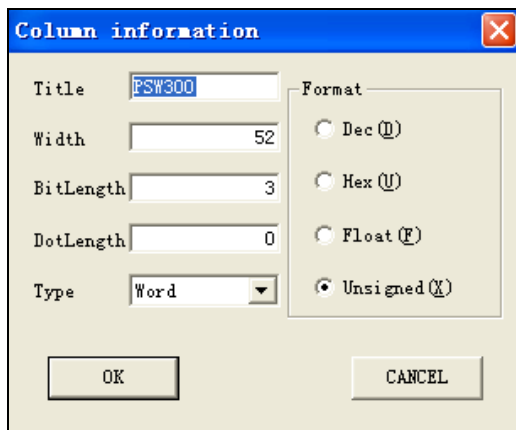 Column information
Title PSW300
Width 52
BitLength 3
DotLength 0
Type Word
Format
Dec(D)
Hex(U)
Float(F)
Unsigned(X)
OK CANCEL